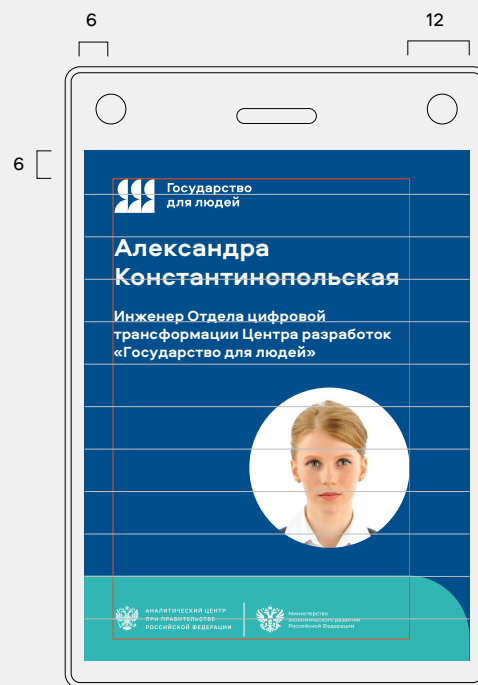 6
12
6
Государство
для людей
Александра
Константинопольская
Инженер Отдела цифровой
трансформации Центра разработок
«Государство для людей»
АНАЛИТИЧЕСКИЙ ЦЕНТР
ПРИ ПРАВИТЕЛЬСТВЕ
РОССИЙСКОЙ ФЕДЕРАЦИИ
Министерство
экономического развития
Российской Федерации